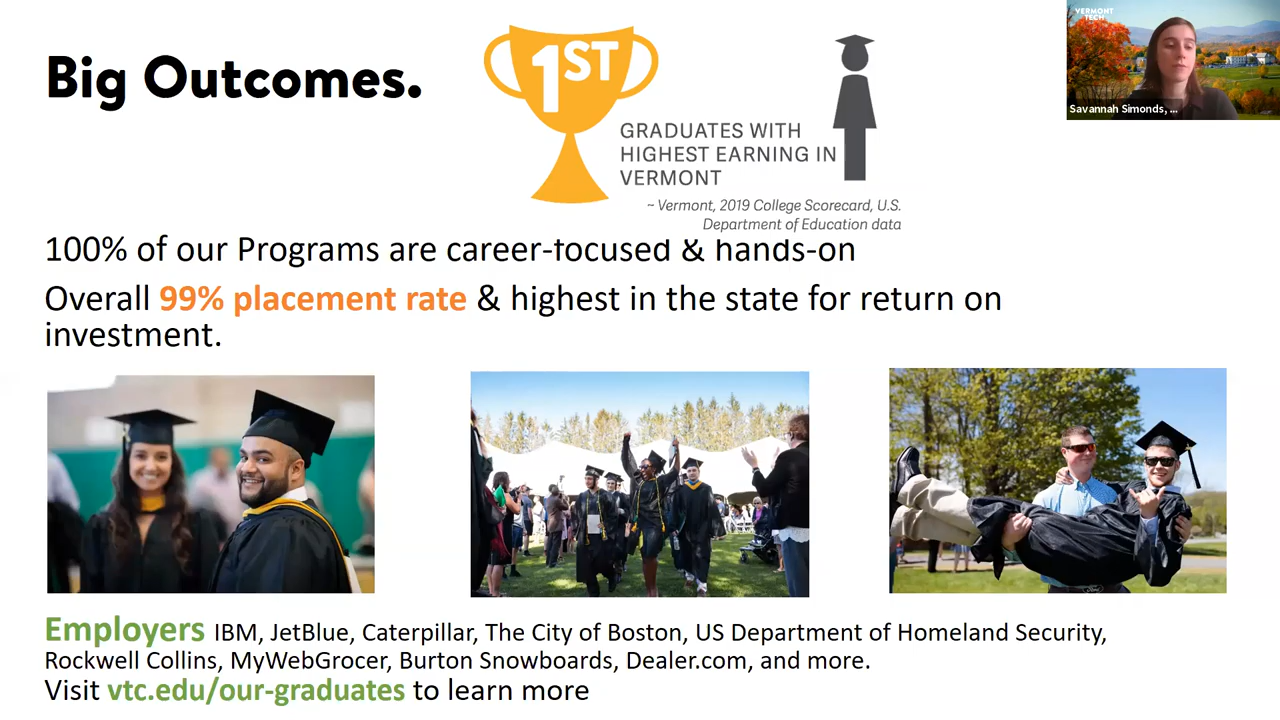 Big Outcomes.
1ST
GRADUATES WITH
HIGHEST EARNING IN
VERMONT
~ Vermont, 2019 College Scorecard, U.S.
Department of Education data
VERMONT
TECH
Savannah Simonds, ...
100% of our Programs are career-focused & hands-on
Overall 99% placement rate & highest in the state for return on
investment.
Ford
Employers IBM, JetBlue, Caterpillar, The City of Boston, US Department of Homeland Security,
Rockwell Collins, MyWebGrocer, Burton Snowboards, Dealer.com, and more.
Visit vtc.edu/our-graduates to learn more